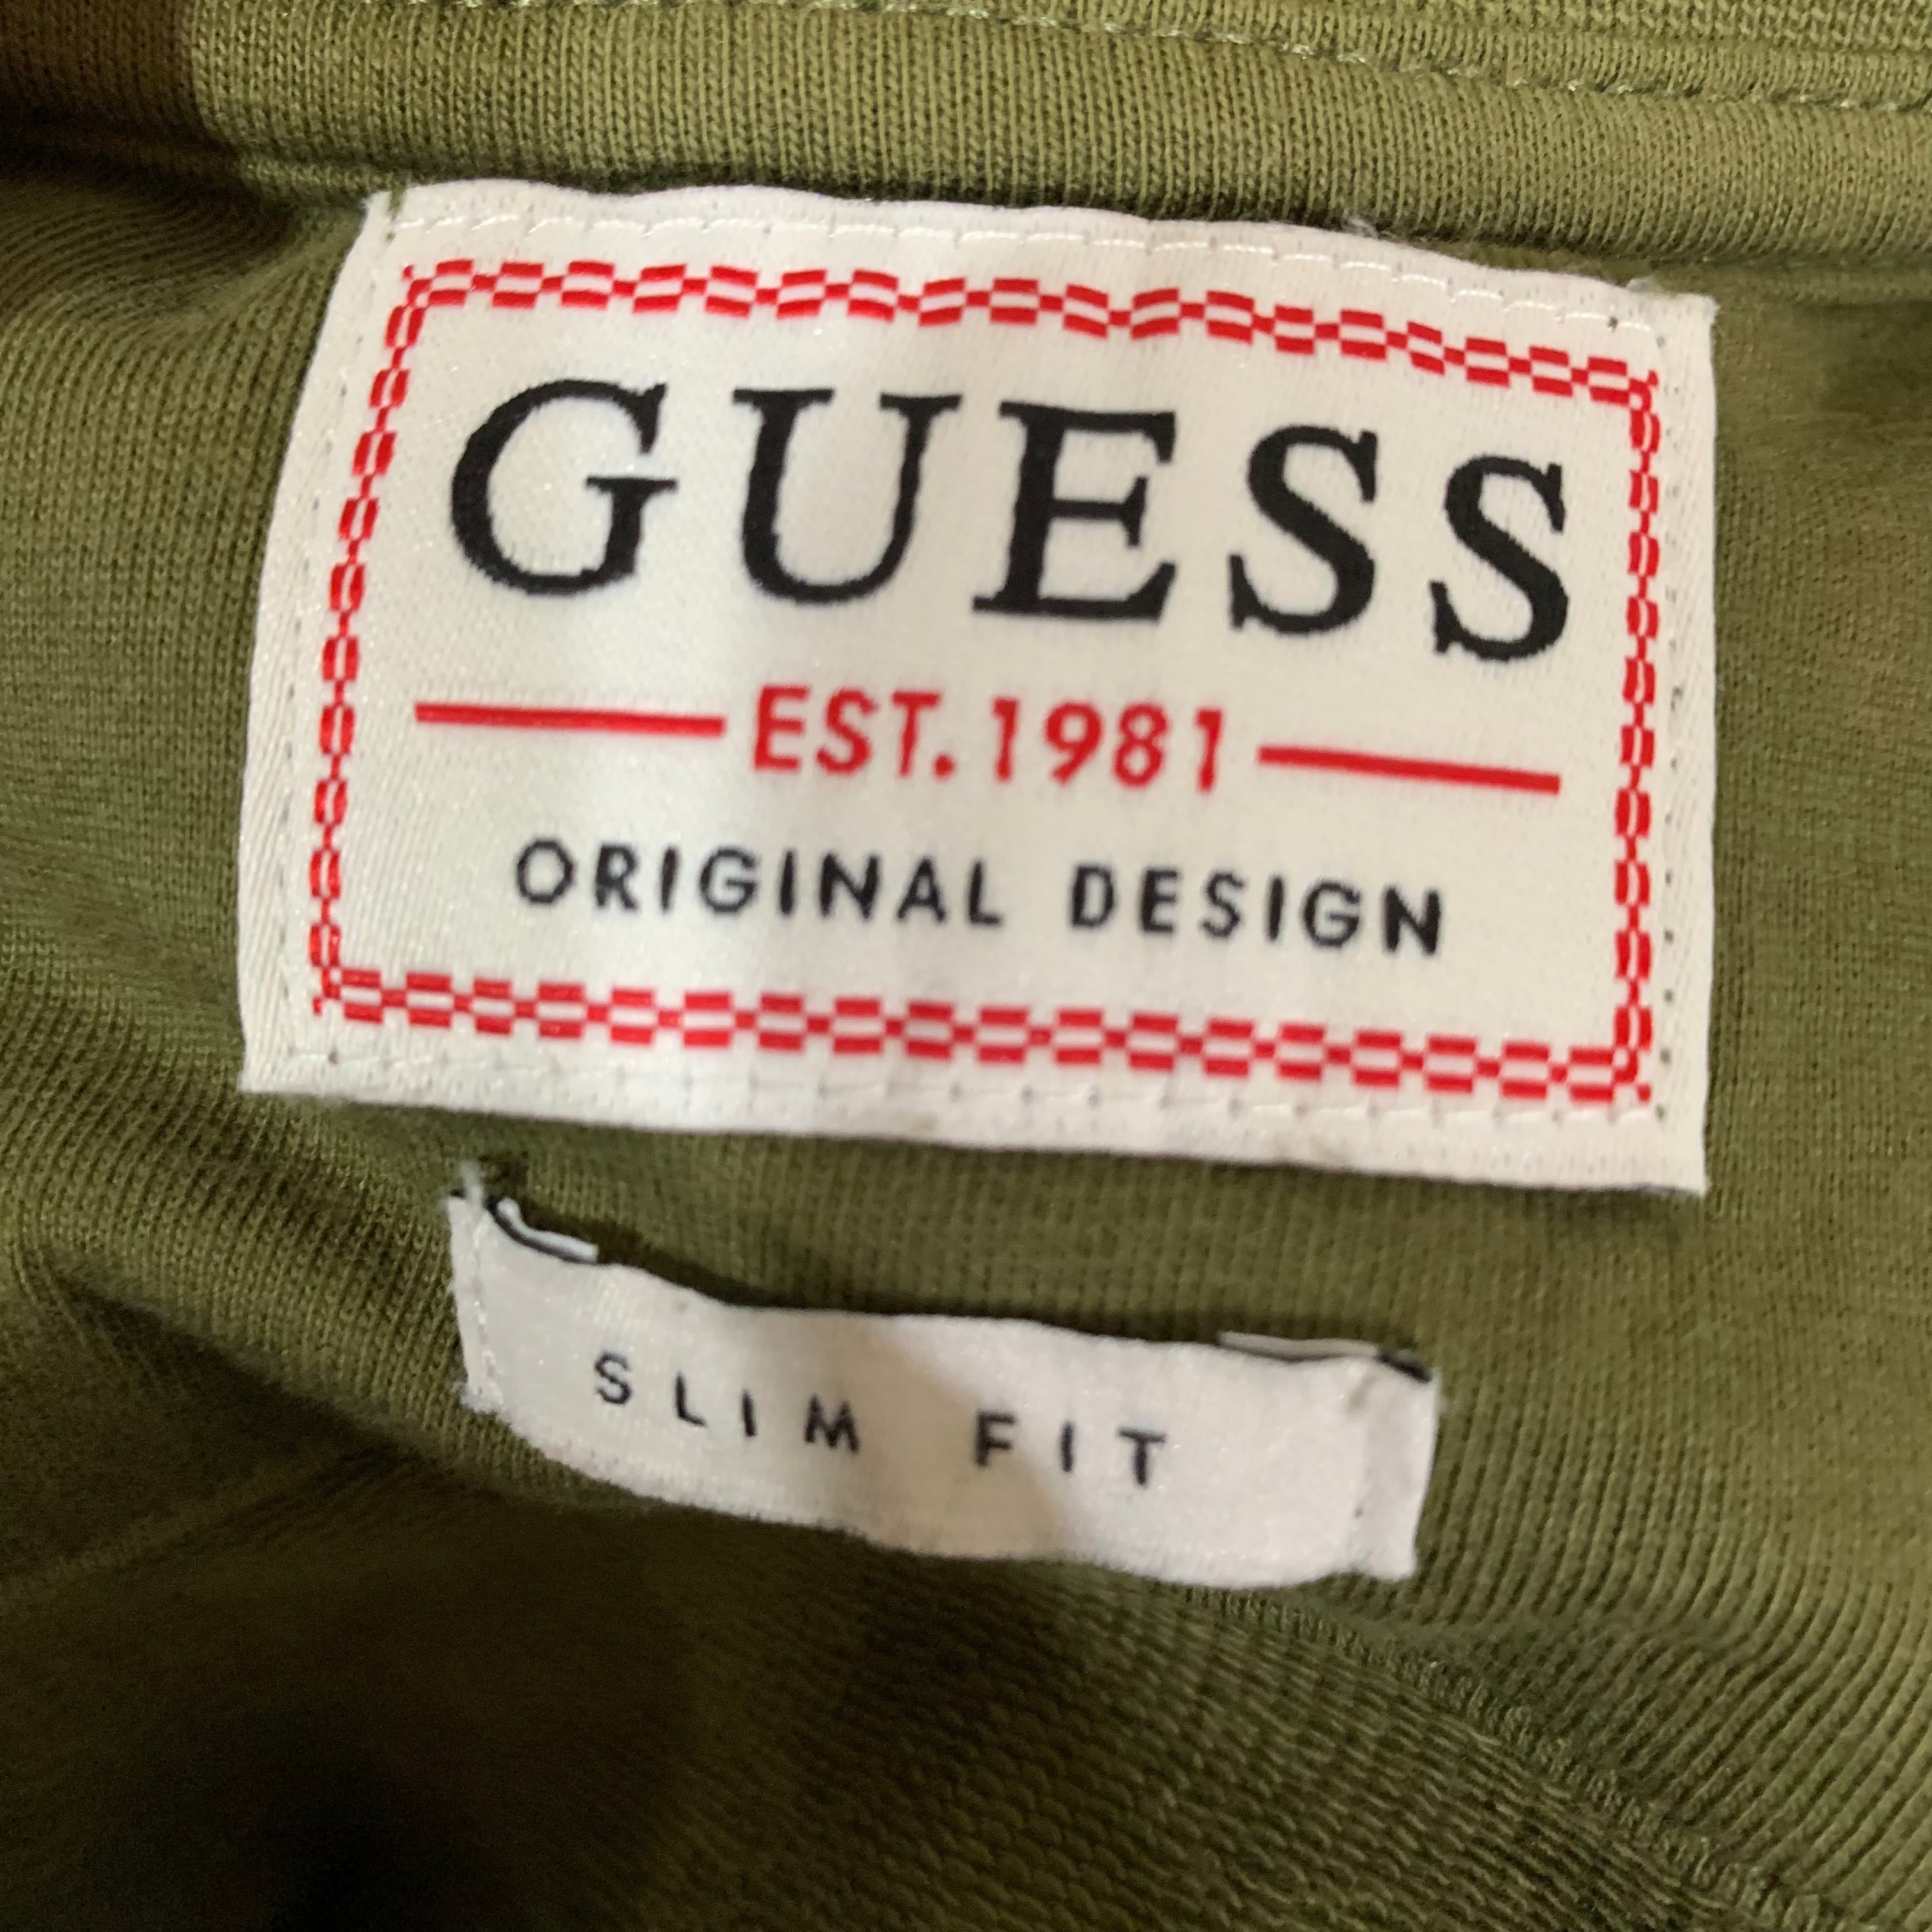 GUESS
EST. 1981
ORIGINAL DESIGN
SLIM FIT